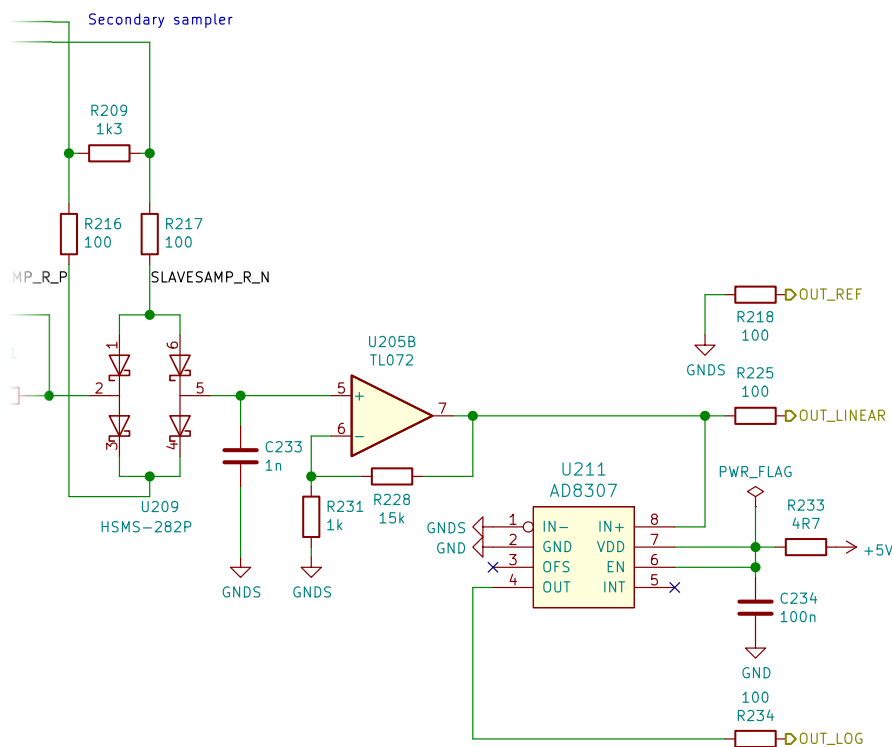 Secondary sampler
R209
1k3
R216
100
R217
100
MP_R_P
SLAVESAMP_R_N
1
6
2
5
3
4
U209
HSMS-282P
C233
1n
GNDS
U205B
TL072
5
+
6
-
7
R231
1k
GNDS
R228
15k
OUT_REF
R218
100
GNDS
R225
100
OUT_LINEAR
U211
AD8307
GNDS
GND
1
2
3
4
IN-
GND
OFS
OUT
IN+
VDD
EN
INT
8
7
6
5
PWR_FLAG
R233
4R7
+5V
C234
100n
GND
100
R234
OUT_LOG